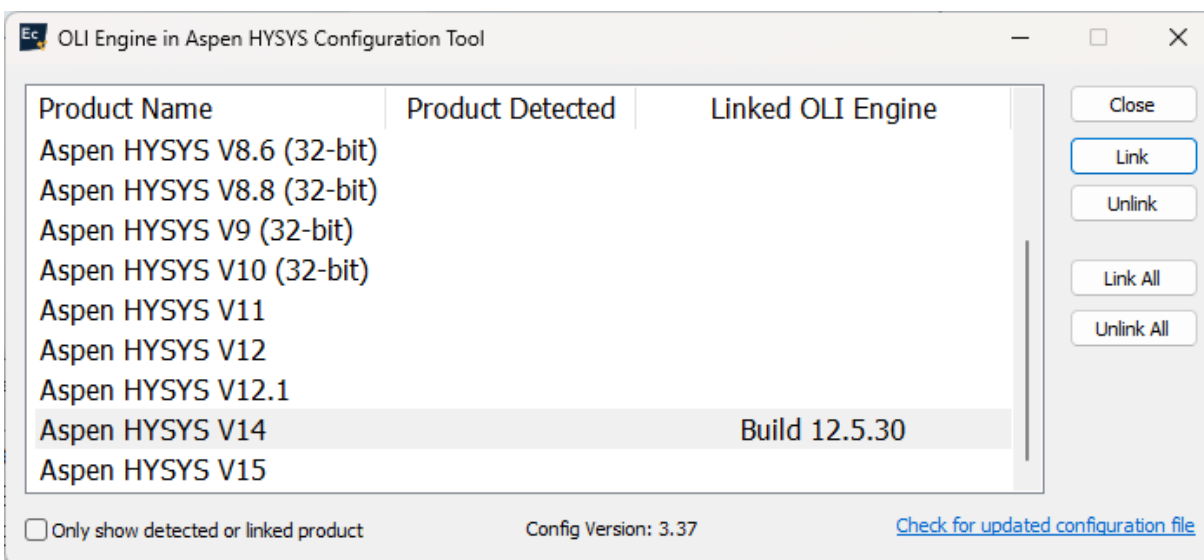 Ec OLI Engine in Aspen HYSYS Configuration Tool
Product Name Product Detected Linked OLI Engine
Aspen HYSYS V8.6 (32-bit)
Aspen HYSYS V8.8 (32-bit)
Aspen HYSYS V9 (32-bit)
Aspen HYSYS V10 (32-bit)
Aspen HYSYS V11
Aspen HYSYS V12
Aspen HYSYS V12.1
Aspen HYSYS V14 Build 12.5.30
Aspen HYSYS V15
Close
Link
Unlink
Link All
Unlink All
Only show detected or linked product Config Version: 3.37 Check for updated configuration file